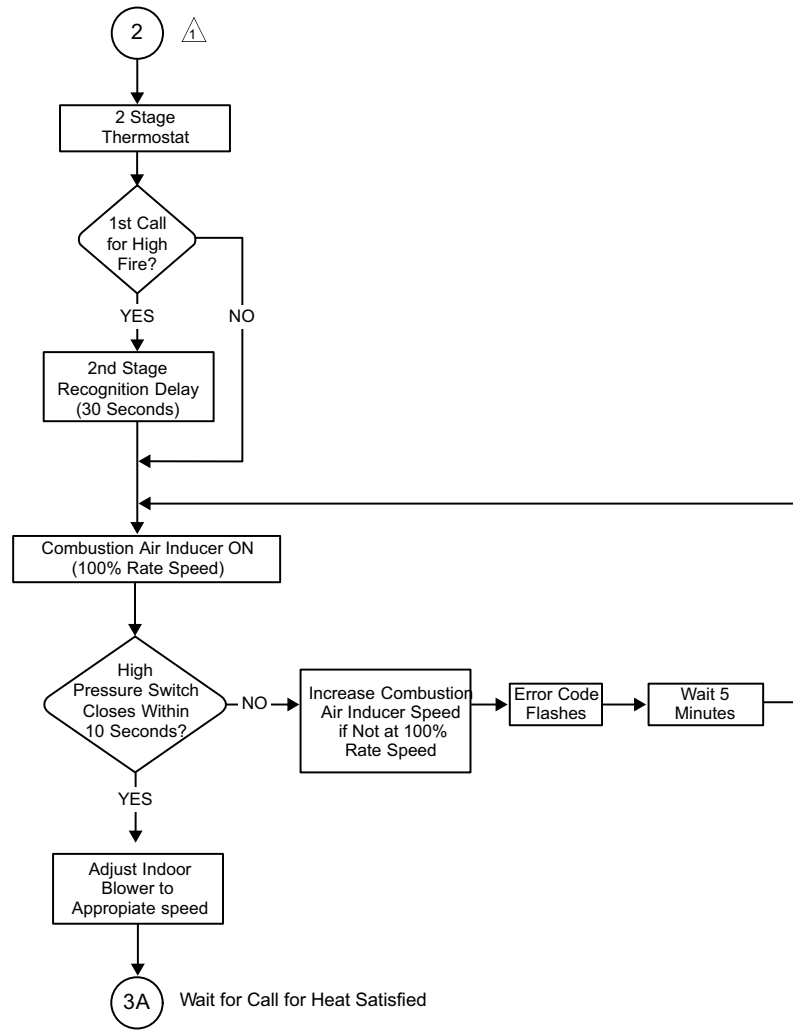 2
1
2 Stage
Thermostat
1st Call
for High
Fire?
YES
NO
2nd Stage
Recognition Delay
(30 Seconds)
Combustion Air Inducer ON
(100% Rate Speed)
High
Pressure Switch
Closes Within
10 Seconds?
NO
Increase Combustion
Air Inducer Speed
if Not at 100%
Rate Speed
Error Code
Flashes
Wait 5
Minutes
YES
Adjust Indoor
Blower to
Appropiate speed
3A
Wait for Call for Heat Satisfied